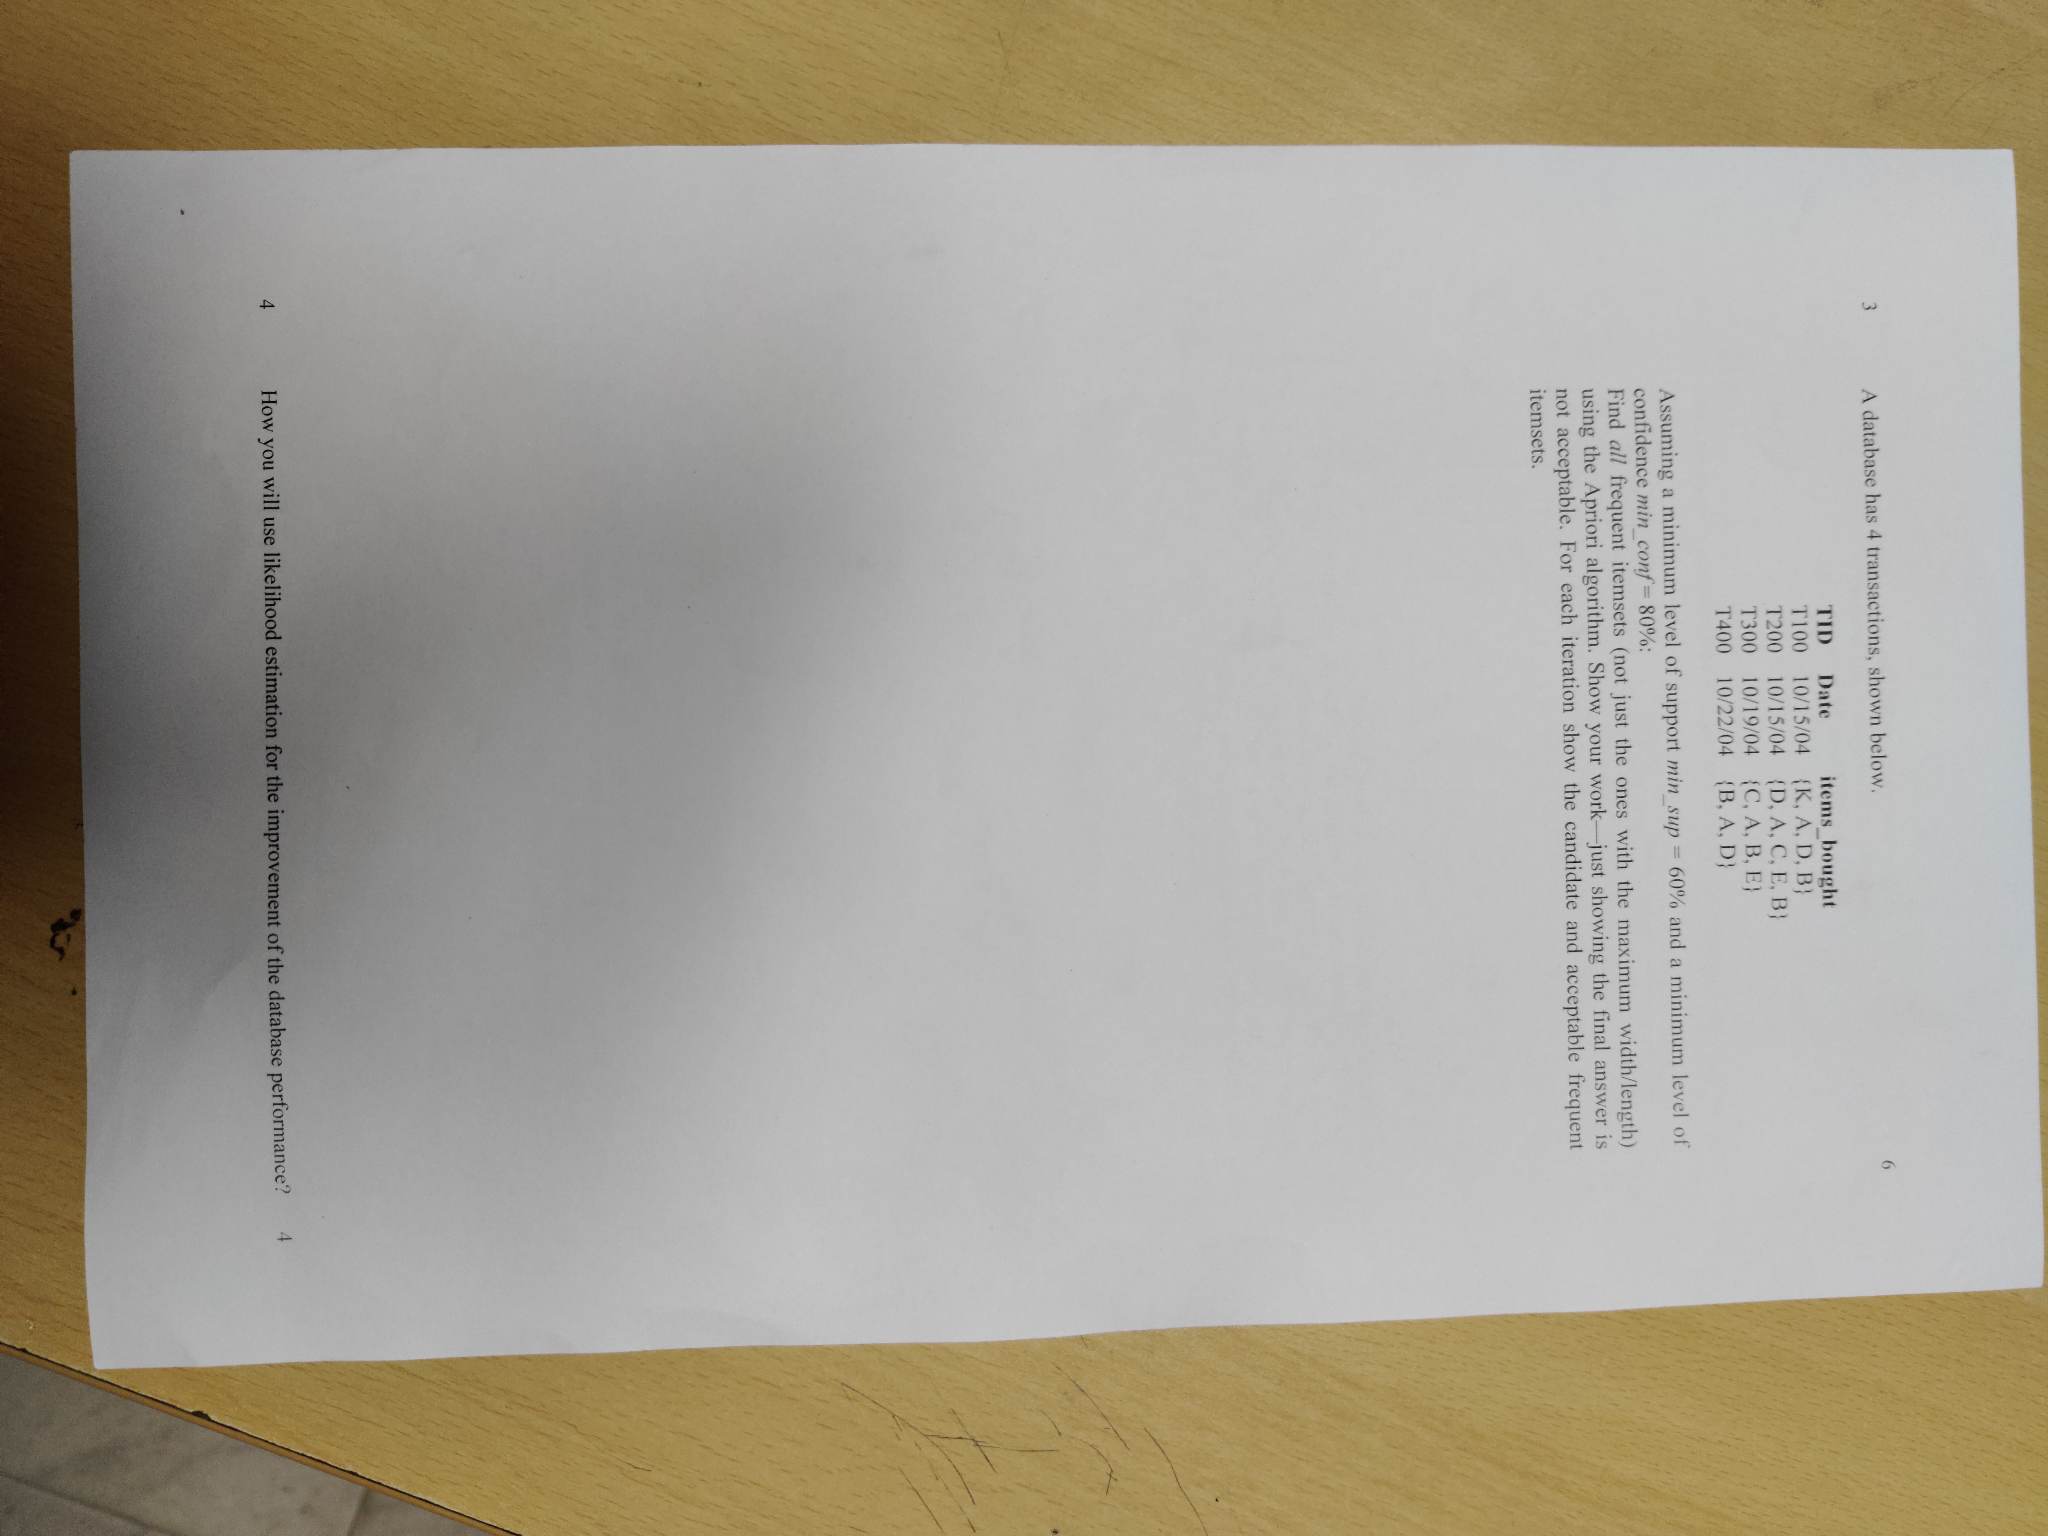 3 A database has 4 transactions, shown below. 6
TID Date items_bought
T100 10/15/04 {K, A, D, B}
T200 10/15/04 {D, A, C, E, B}
T300 10/19/04 {C, A, B, E}
T400 10/22/04 {B, A, D}
Assuming a minimum level of support min_sup = 60% and a minimum level of
confidence min_conf = 80%:
Find all frequent itemsets (not just the ones with the maximum width/length)
using the Apriori algorithm. Show your work—just showing the final answer is
not acceptable. For each iteration show the candidate and acceptable frequent
itemsets.
4 How you will use likelihood estimation for the improvement of the database performance? 4